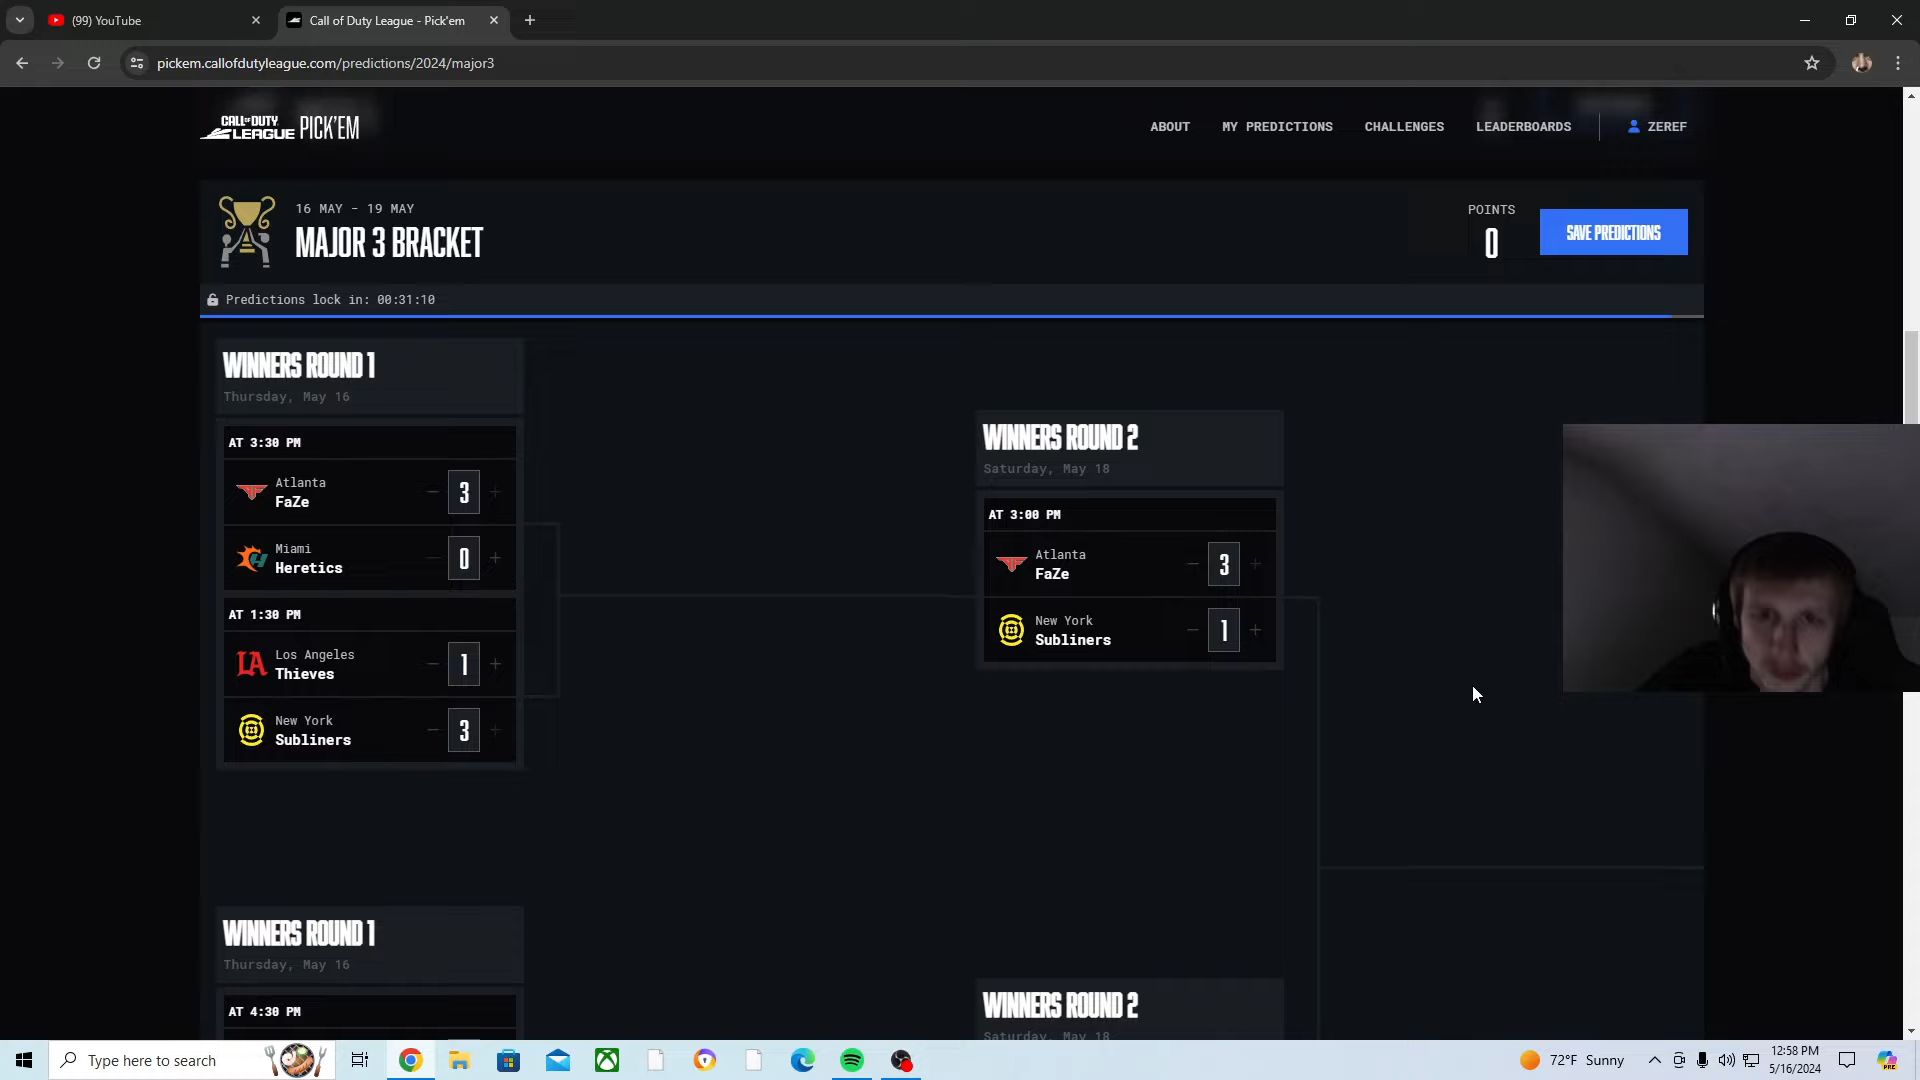 (99) YouTube
Call of Duty League - Pick'em
pickem.callofdutyleague.com/predictions/2024/major3
CALL OF DUTY LEAGUE PICK'EM
ABOUT
MY PREDICTIONS
CHALLENGES
LEADERBOARDS
ZEREF
16 MAY - 19 MAY
MAJOR 3 BRACKET
POINTS
0
SAVE PREDICTIONS
Predictions lock in: 00:31:10
WINNERS ROUND 1
Thursday, May 16
AT 3:30 PM
Atlanta
FaZe
3
Miami
Heretics
0
AT 1:30 PM
LA
Los Angeles
Thieves
1
New York
Subliners
3
WINNERS ROUND 2
Saturday, May 18
AT 3:00 PM
Atlanta
FaZe
3
New York
Subliners
1
WINNERS ROUND 1
Thursday, May 16
AT 4:30 PM
WINNERS ROUND 2
Saturday, May 18
Type here to search
72°F Sunny
12:58 PM
5/16/2024
PRE